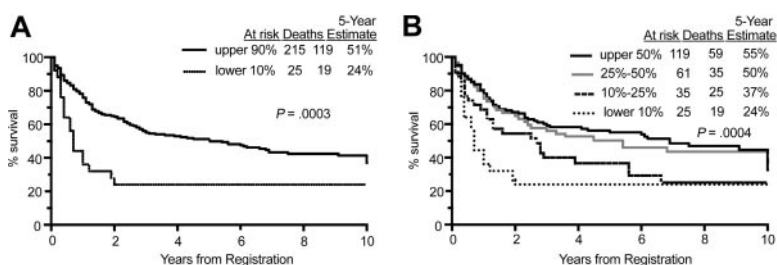 A
5-Year
At risk Deaths Estimate
upper 90% 215 119 51%
lower 10% 25 19 24%
P = .0003
% survival
100
80
60
40
20
0
0 2 4 6 8 10
Years from Registration
B
5-Year
At risk Deaths Estimate
upper 50% 119 59 55%
25%-50% 61 35 50%
10%-25% 35 25 37%
lower 10% 25 19 24%
P = .0004
% survival
100
80
60
40
20
0
0 2 4 6 8 10
Years from Registration